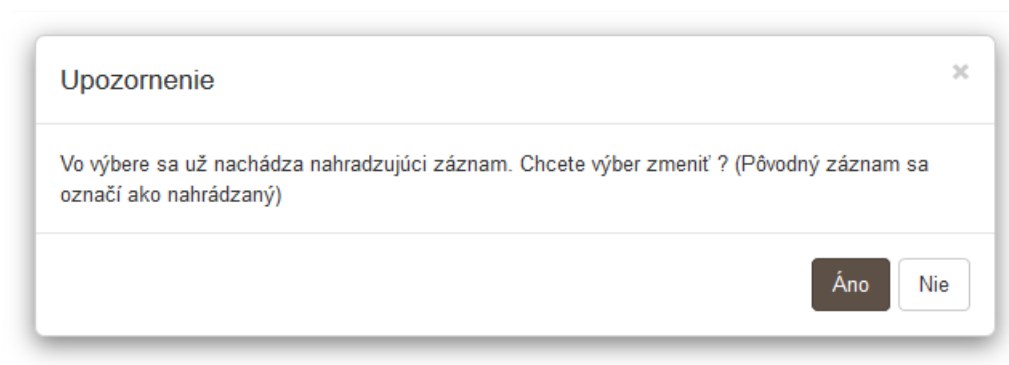 Upozornenie
×
Vo výbere sa už nachádza nahradzujúci záznam. Chcete výber zmeniť ? (Pôvodný záznam sa
označí ako nahrádzaný)
Áno Nie